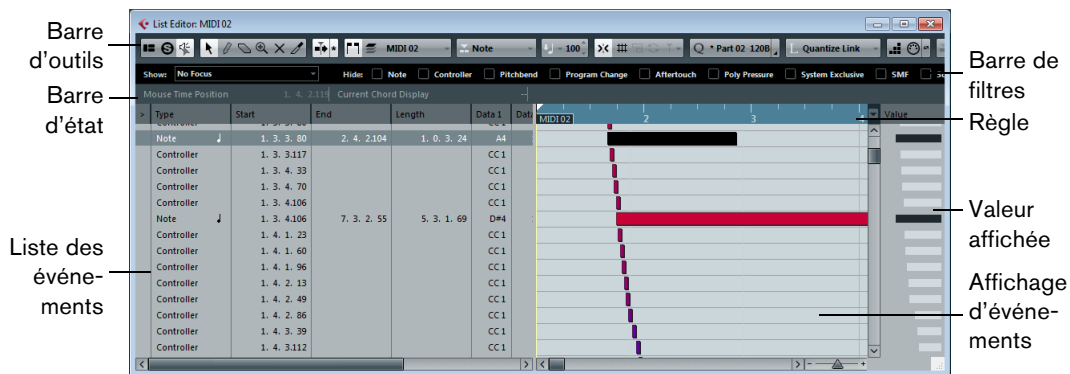 List Editor: MIDI 02
Barre
d'outils
- 100
MIDI 02
Note
Q
* Part 02 120B
L
Quantize Link
Show: No Focus
Hide: Note Controller Pitchbend Program Change Aftertouch Poly Pressure System Exclusive SMF
Barre de
filtres
Barre
d'état
Mouse Time Position 1. 4. 2.119 Current Chord Display --
> Type Start End Length Data 1
MIDI 02 2 3 4
Value
Règle
Note 1. 3. 3. 80 2. 4. 2.104 1. 0. 3. 24 A4
Controller 1. 3. 3.117 CC 1
Controller 1. 3. 4. 33 CC 1
Controller 1. 3. 4. 70 CC 1
Controller 1. 3. 4.106 CC 1
Note 1. 3. 4.106 7. 3. 2. 55 5. 3. 1. 69 D#4
Controller 1. 4. 1. 23 CC 1
Controller 1. 4. 1. 60 CC 1
Controller 1. 4. 1. 96 CC 1
Controller 1. 4. 2. 13 CC 1
Controller 1. 4. 2. 49 CC 1
Controller 1. 4. 2. 86 CC 1
Controller 1. 4. 3. 39 CC 1
Controller 1. 4. 3.112 CC 1
Liste des
événe-
ments
Valeur
affichée
Affichage
d'événe-
ments